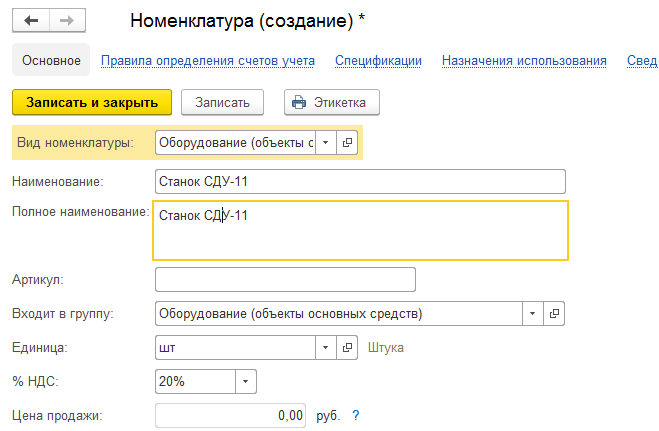 Номенклатура (создание) *
Основное Правила определения счетов учета Спецификации Назначения использования Свед
Записать и закрыть Записать Этикетка
Вид номенклатуры: Оборудование (объекты о
Наименование: Станок СДУ-11
Полное наименование: Станок СДУ-11
Артикул:
Входит в группу: Оборудование (объекты основных средств)
Единица: шт Штука
% НДС: 20%
Цена продажи: 0,00 руб. ?